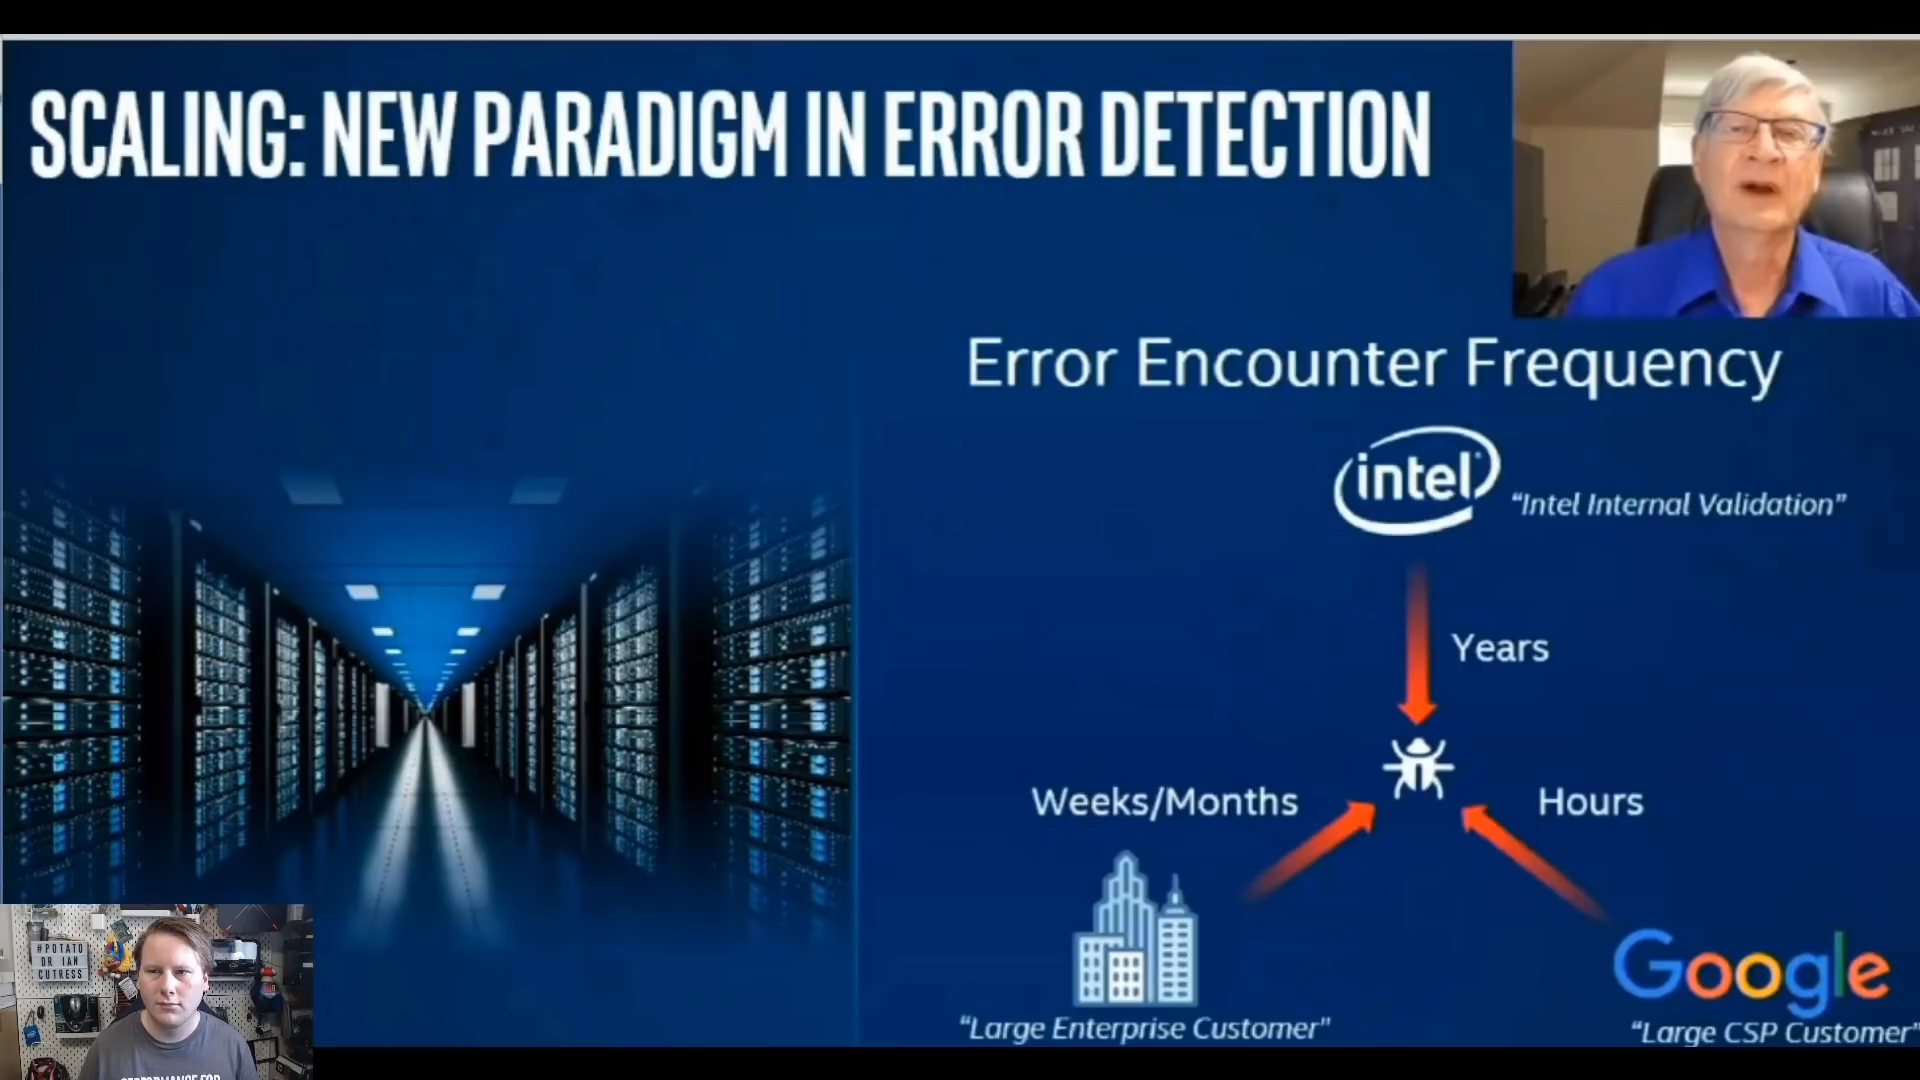 SCALING: NEW PARADIGM IN ERROR DETECTION
Error Encounter Frequency
intel
"Intel Internal Validation"
Years
Weeks/Months
Hours
Google
"Large Enterprise Customer"
"Large CSP Customer"
#POTATO
DR IAN
CUTRESS
intel